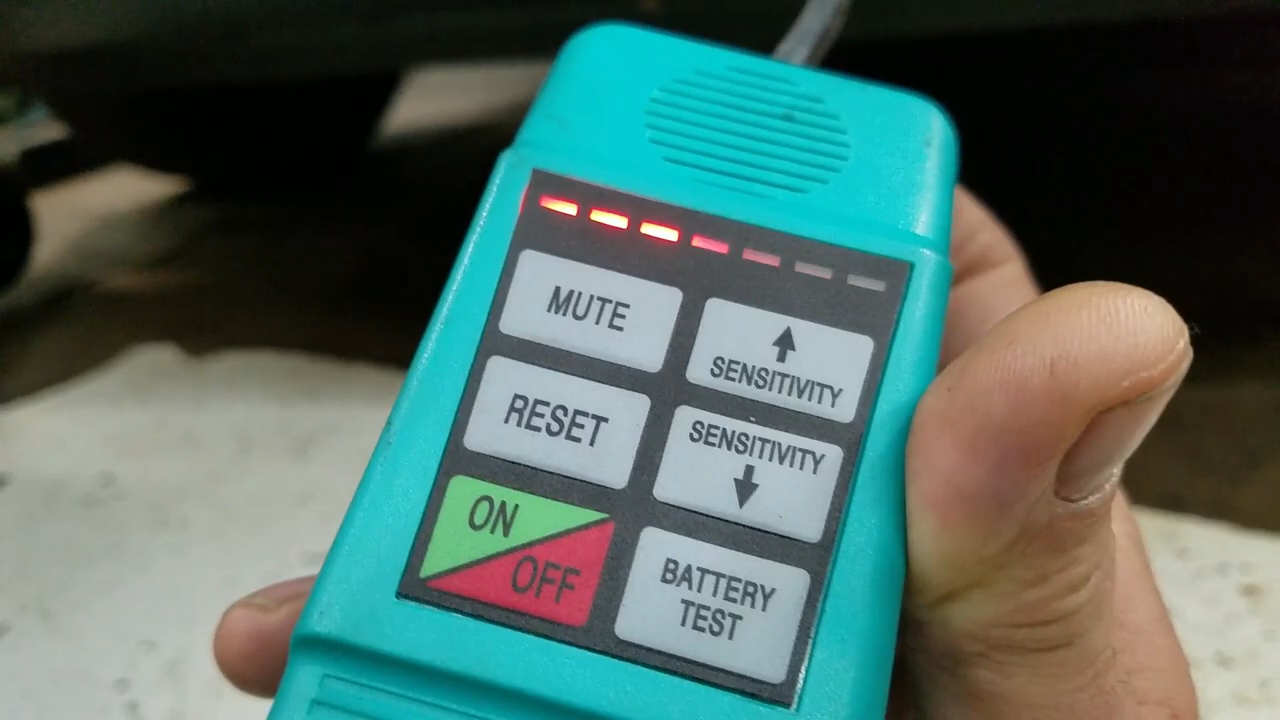 MUTE
↑
SENSITIVITY
RESET
SENSITIVITY
↓
ON
OFF
BATTERY
TEST